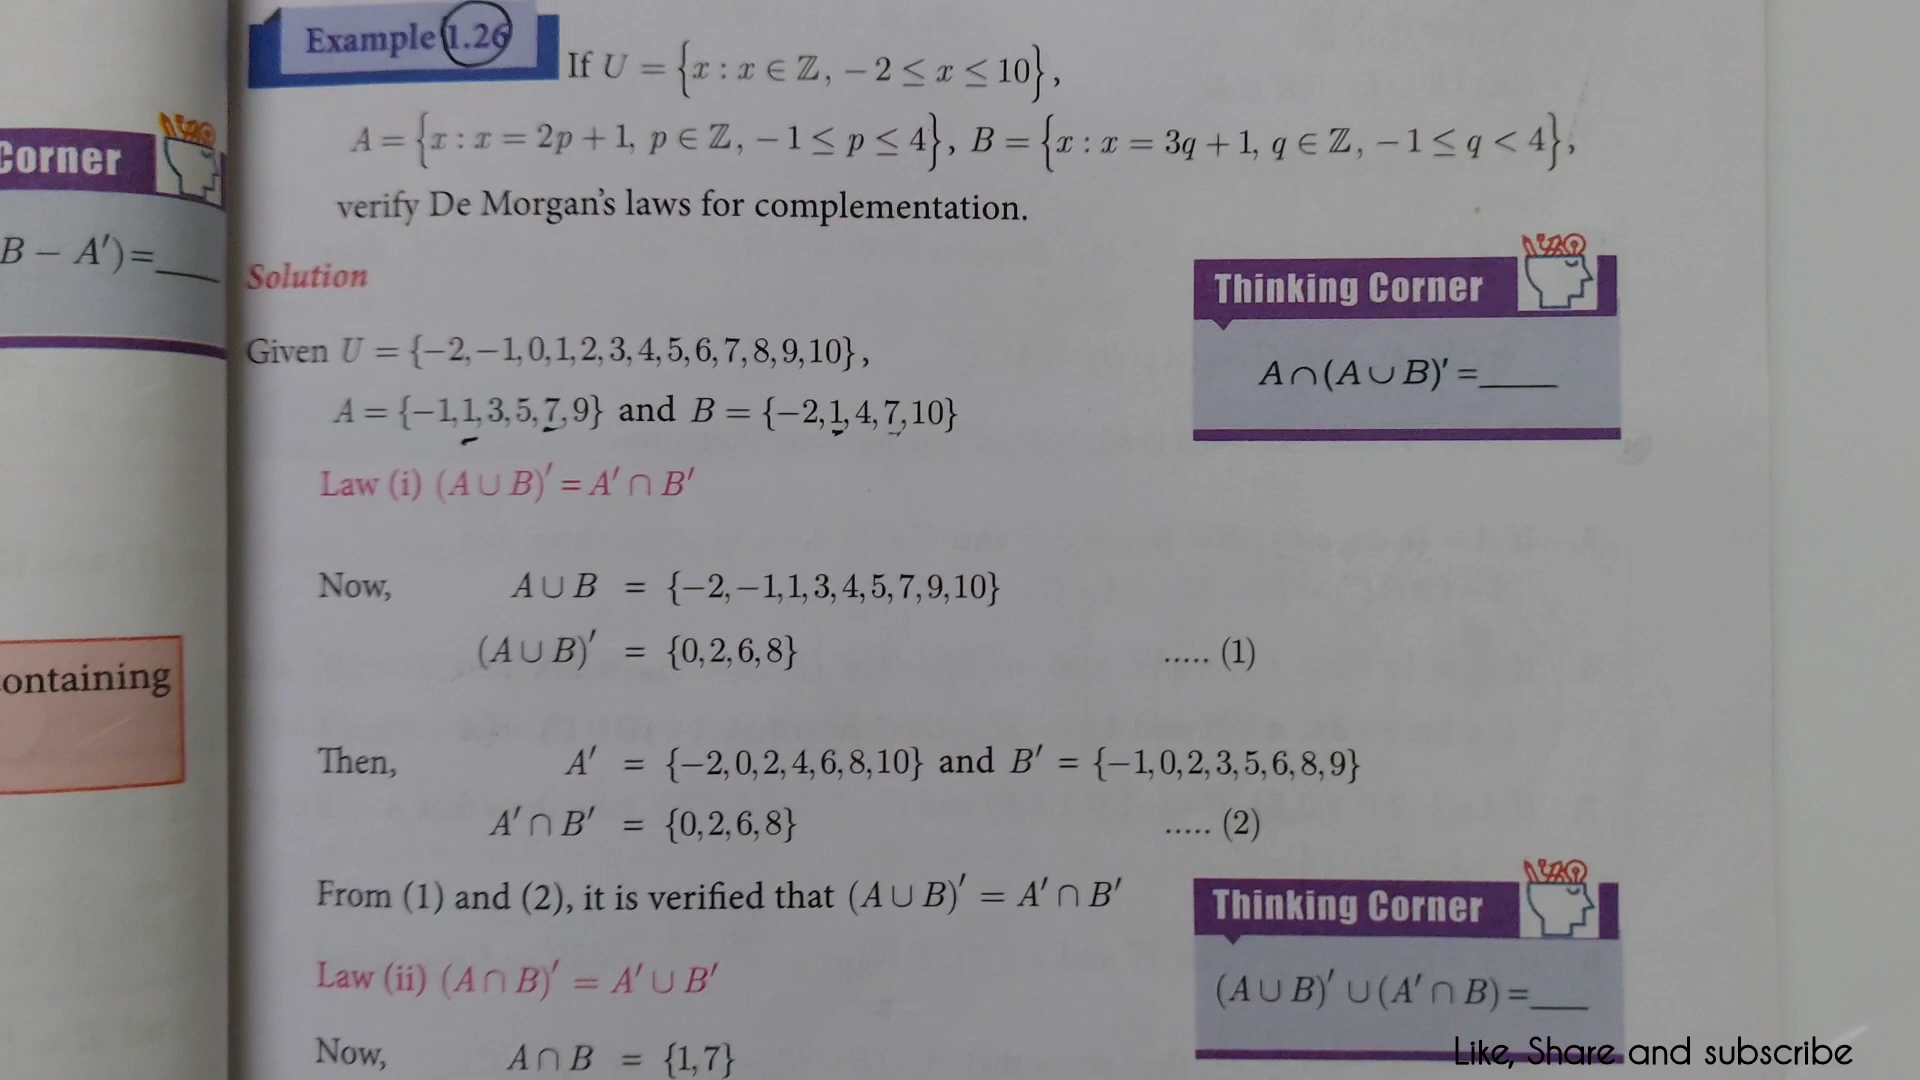 Corner
B − A′)=____
ontaining
Example 1.26
If U = {x : x ∈ ℤ, −2 ≤ x ≤ 10},
A = {x : x = 2p + 1, p ∈ ℤ, −1 ≤ p ≤ 4}, B = {x : x = 3q + 1, q ∈ ℤ, −1 ≤ q < 4},
verify De Morgan's laws for complementation.
Solution
Given U = {−2, −1, 0, 1, 2, 3, 4, 5, 6, 7, 8, 9, 10},
A = {−1, 1, 3, 5, 7, 9} and B = {−2, 1, 4, 7, 10}
Thinking Corner
A∩(A∪B)′ =____
Law (i) (A ∪ B)′ = A′ ∩ B′
Now, A ∪ B = {−2, −1, 1, 3, 4, 5, 7, 9, 10}
(A ∪ B)′ = {0, 2, 6, 8} ..... (1)
Then, A′ = {−2, 0, 2, 4, 6, 8, 10} and B′ = {−1, 0, 2, 3, 5, 6, 8, 9}
A′ ∩ B′ = {0, 2, 6, 8} ..... (2)
From (1) and (2), it is verified that (A ∪ B)′ = A′ ∩ B′
Law (ii) (A ∩ B)′ = A′ ∪ B′
Now, A ∩ B = {1, 7}
Thinking Corner
(A ∪ B)′ ∪ (A′ ∩ B) =____
Like, Share and subscribe